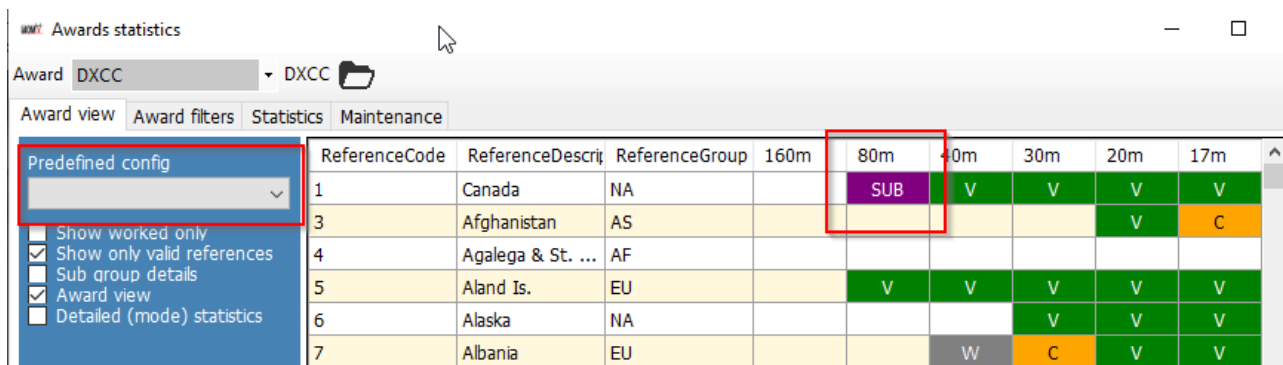 Awards statistics
Award DXCC DXCC
Award view Award filters Statistics Maintenance
Predefined config
Show worked only
Show only valid references
Sub group details
Award view
Detailed (mode) statistics
ReferenceCode ReferenceDescrip ReferenceGroup 160m 80m 40m 30m 20m 17m
1 Canada NA SUB V V V V
3 Afghanistan AS V C
4 Agalega & St. ... AF
5 Aland Is. EU V V V V V
6 Alaska NA V V V
7 Albania EU W C V V